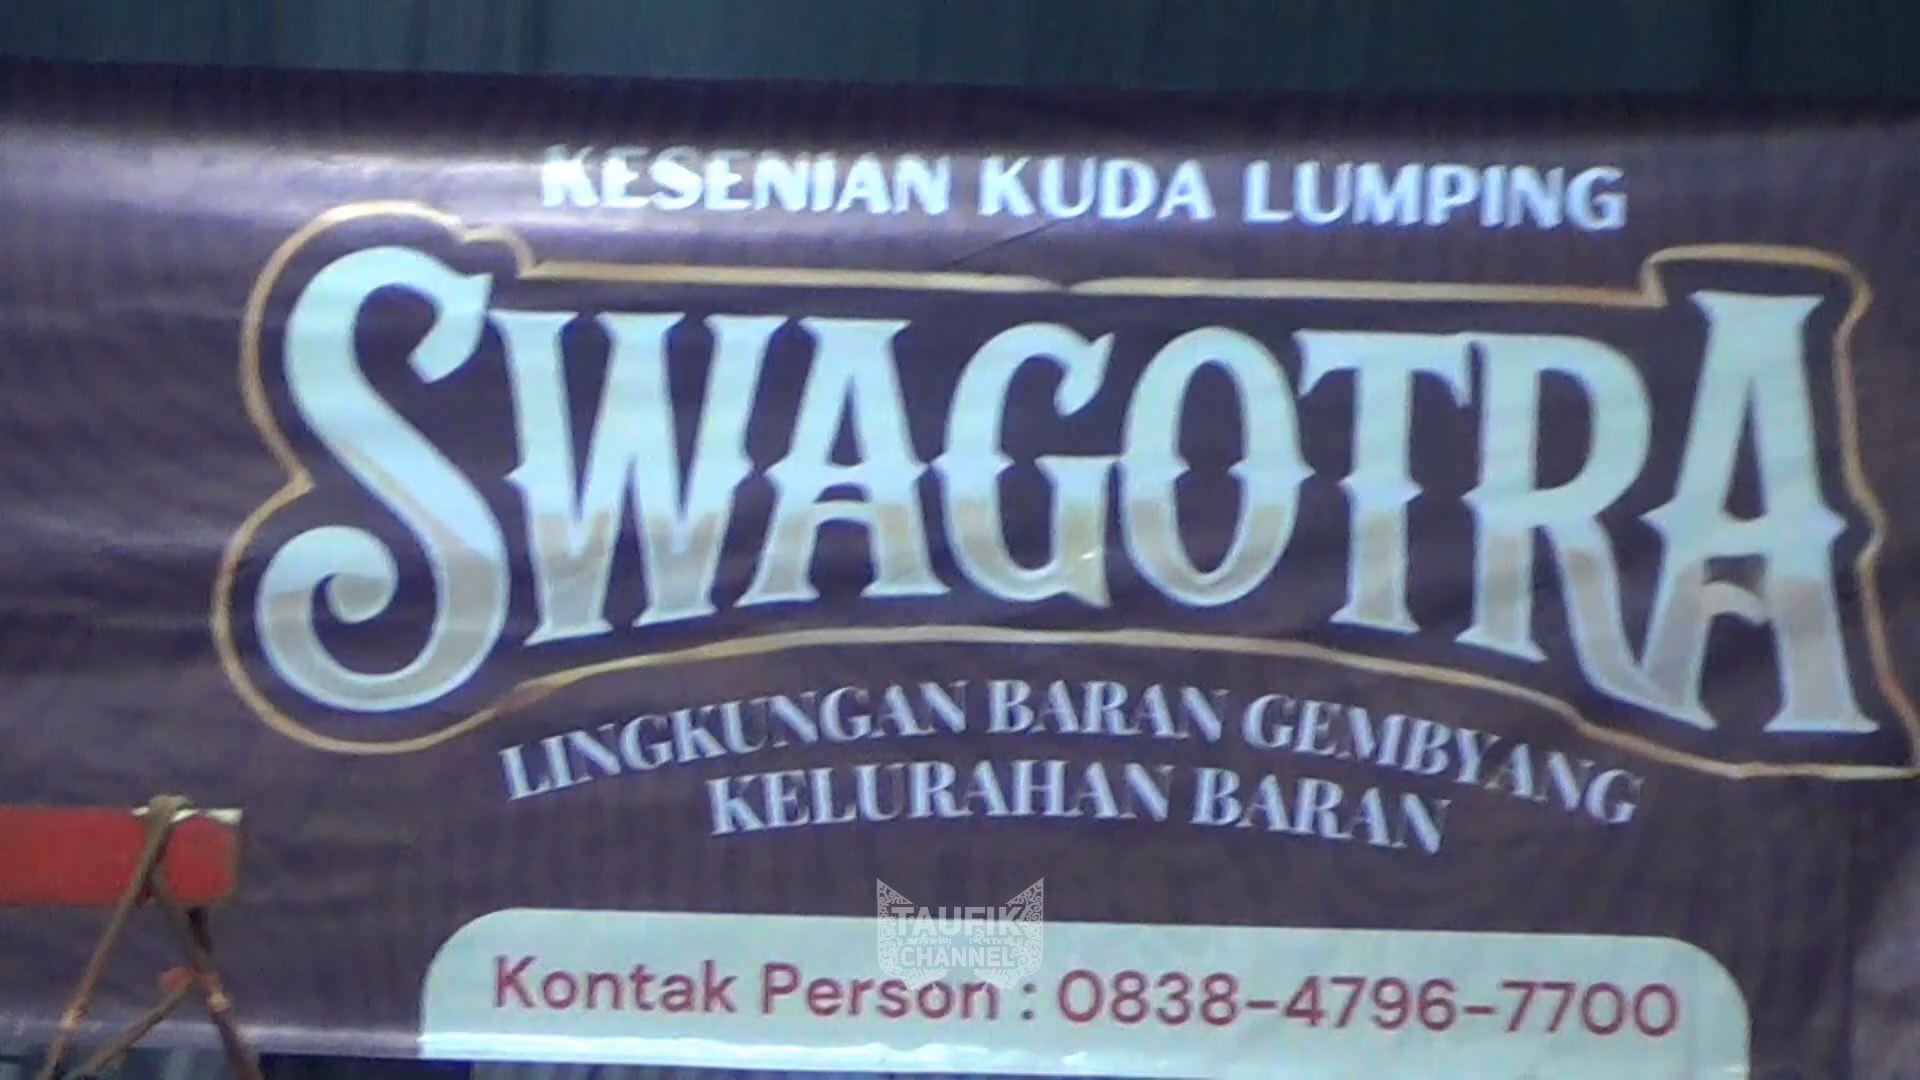 KESENIAN KUDA LUMPING
SWAGOTRA
LINGKUNGAN BARAN GEMBYANG
KELURAHAN BARAN
TAUFIK
CHANNEL
Kontak Person : 0838-4796-7700